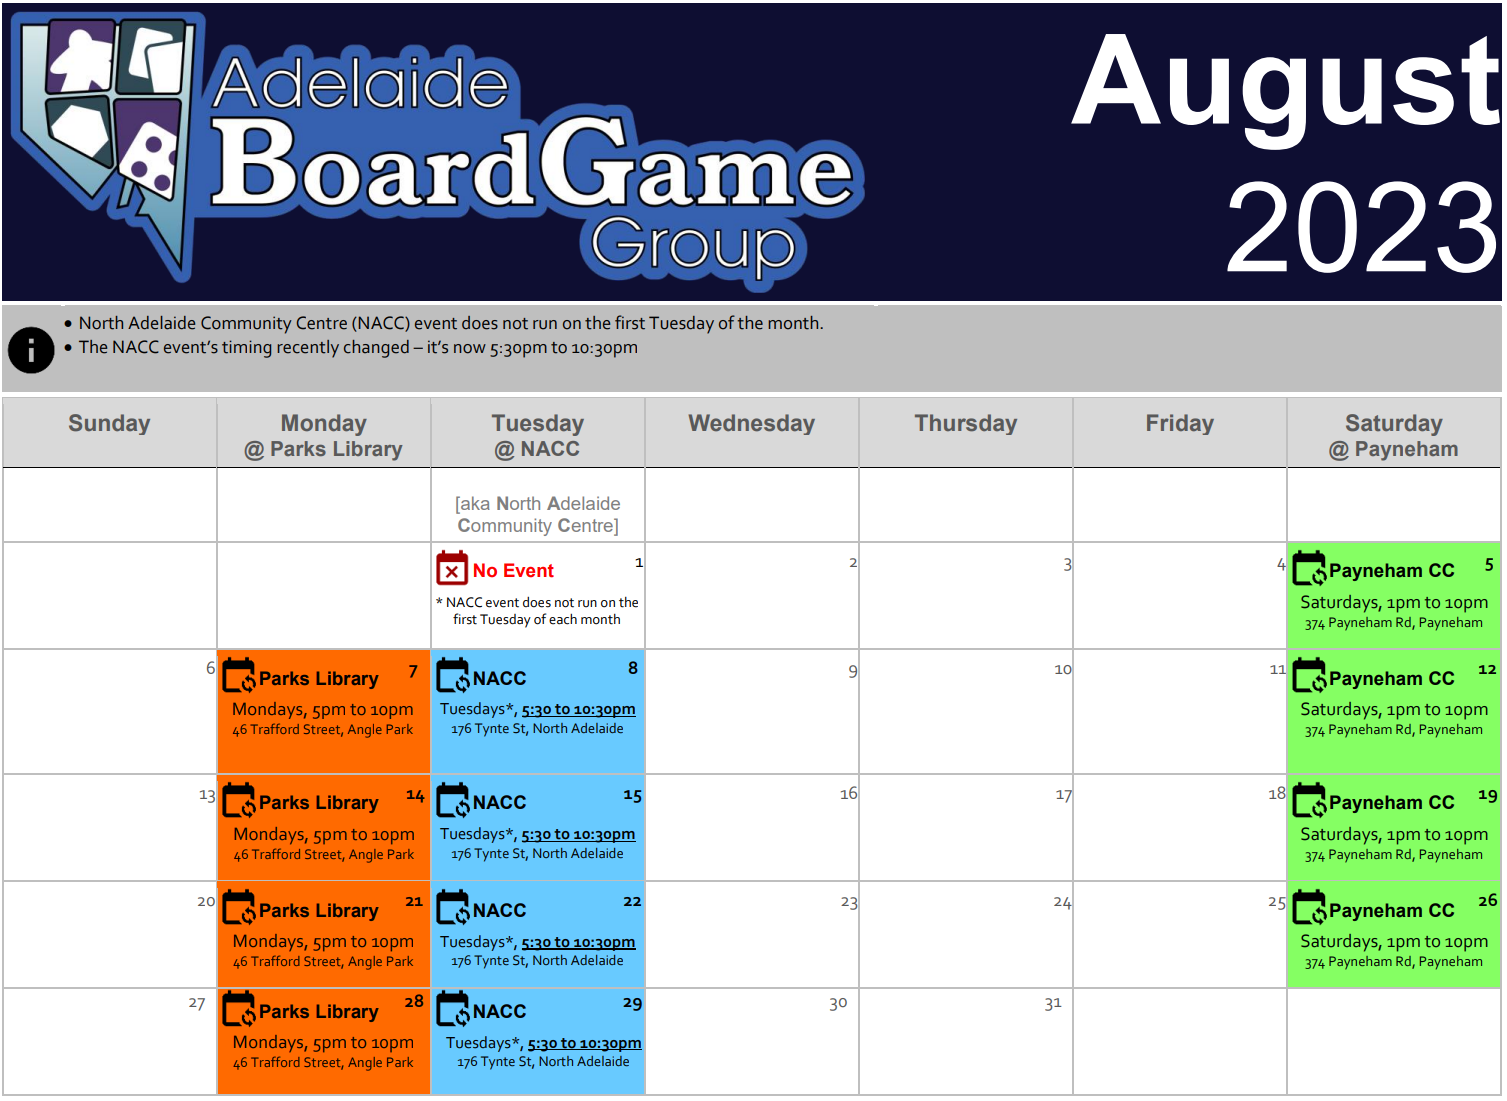 Adelaide
BoardGame
Group
August
2023
• North Adelaide Community Centre (NACC) event does not run on the first Tuesday of the month.
• The NACC event's timing recently changed – it's now 5:30pm to 10:30pm
Sunday
Monday
@ Parks Library
Tuesday
@ NACC
Wednesday
Thursday
Friday
Saturday
@ Payneham
[aka North Adelaide
Community Centre]
No Event 1
* NACC event does not run on the
first Tuesday of each month
2
3
4
Payneham CC 5
Saturdays, 1pm to 10pm
374 Payneham Rd, Payneham
6
Parks Library 7
Mondays, 5pm to 10pm
46 Trafford Street, Angle Park
NACC 8
Tuesdays*, 5:30 to 10:30pm
176 Tynte St, North Adelaide
9
10
11
Payneham CC 12
Saturdays, 1pm to 10pm
374 Payneham Rd, Payneham
13
Parks Library 14
Mondays, 5pm to 10pm
46 Trafford Street, Angle Park
NACC 15
Tuesdays*, 5:30 to 10:30pm
176 Tynte St, North Adelaide
16
17
18
Payneham CC 19
Saturdays, 1pm to 10pm
374 Payneham Rd, Payneham
20
Parks Library 21
Mondays, 5pm to 10pm
46 Trafford Street, Angle Park
NACC 22
Tuesdays*, 5:30 to 10:30pm
176 Tynte St, North Adelaide
23
24
25
Payneham CC 26
Saturdays, 1pm to 10pm
374 Payneham Rd, Payneham
27
Parks Library 28
Mondays, 5pm to 10pm
46 Trafford Street, Angle Park
NACC 29
Tuesdays*, 5:30 to 10:30pm
176 Tynte St, North Adelaide
30
31